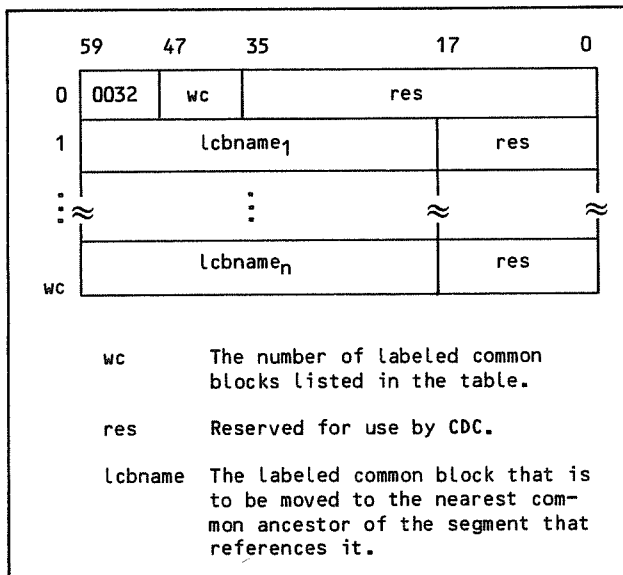 59 47 35 17 0
0 0032 wc res
1 lcbname1 res
⋮ ≈ ⋮ ≈ ≈
lcbnamen res
wc
wc The number of labeled common
blocks listed in the table.
res Reserved for use by CDC.
lcbname The labeled common block that is
to be moved to the nearest com-
mon ancestor of the segment that
references it.